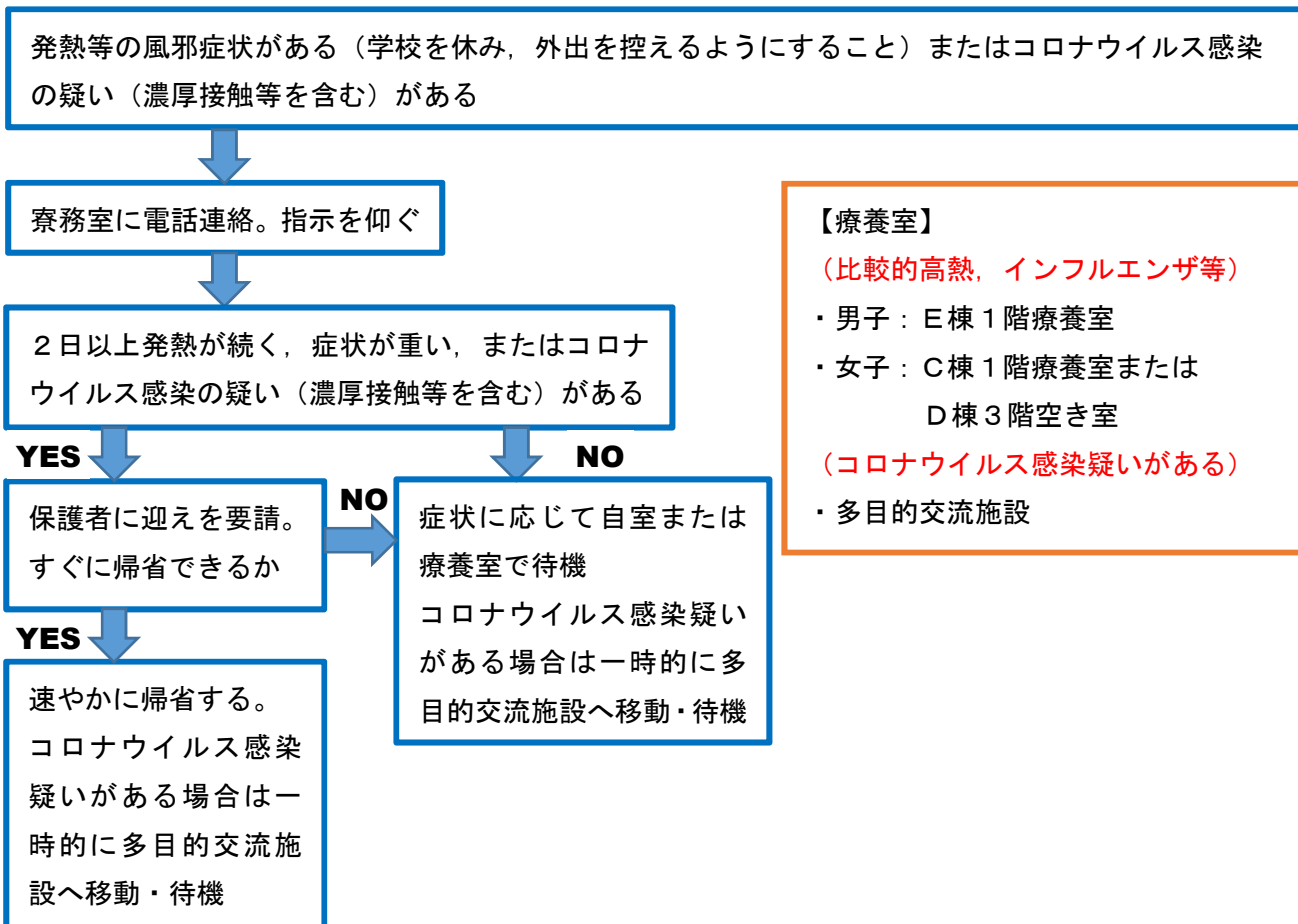 発熱等の風邪症状がある（学校を休み，外出を控えるようにすること）またはコロナウイルス感染
の疑い（濃厚接触等を含む）がある
寮務室に電話連絡。指示を仰ぐ
２日以上発熱が続く，症状が重い，またはコロナ
ウイルス感染の疑い（濃厚接触等を含む）がある
YES
NO
保護者に迎えを要請。
すぐに帰省できるか
NO
症状に応じて自室または
療養室で待機
コロナウイルス感染疑い
がある場合は一時的に多
目的交流施設へ移動・待機
YES
速やかに帰省する。
コロナウイルス感染
疑いがある場合は一
時的に多目的交流施
設へ移動・待機
【療養室】
（比較的高熱，インフルエンザ等）
・男子：Ｅ棟１階療養室
・女子：Ｃ棟１階療養室または
Ｄ棟３階空き室
（コロナウイルス感染疑いがある）
・多目的交流施設